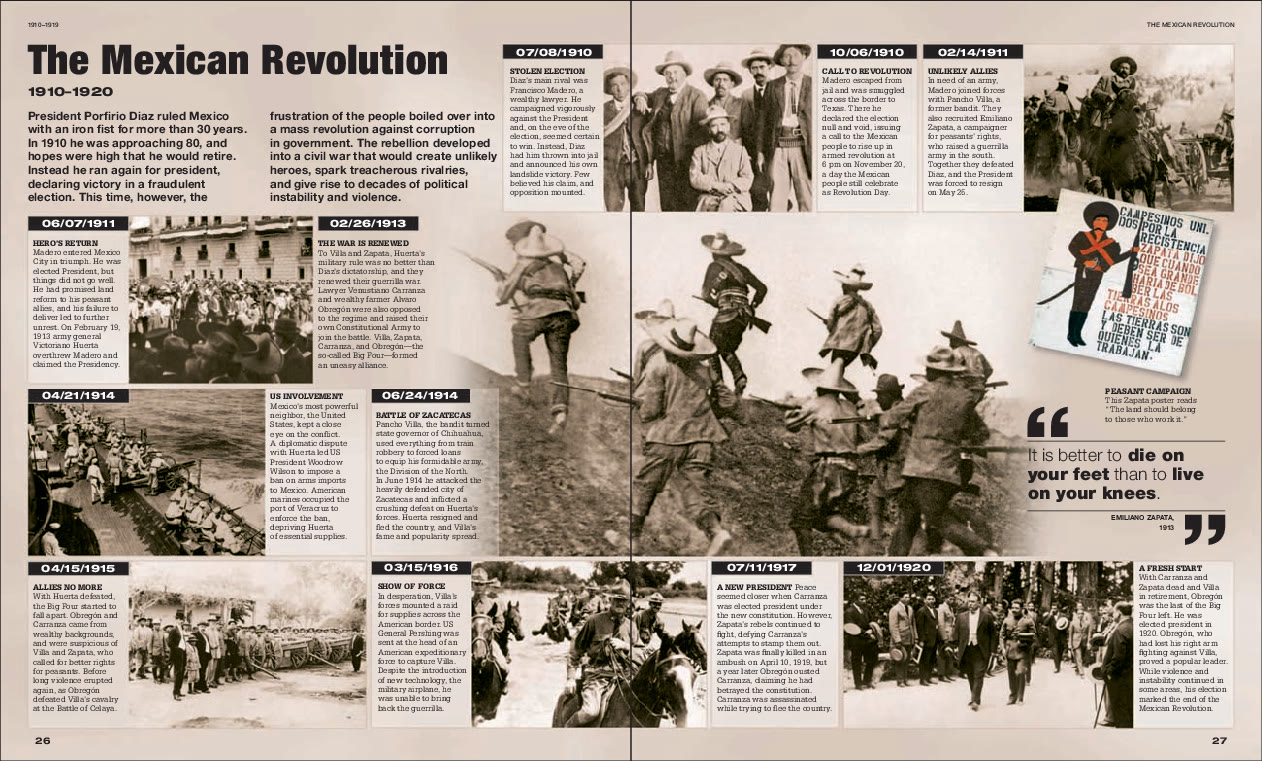 1910–1919
THE MEXICAN REVOLUTION
The Mexican Revolution
1910–1920
President Porfirio Diaz ruled Mexico
with an iron fist for more than 30 years.
In 1910 he was approaching 80, and
hopes were high that he would retire.
Instead he ran again for president,
declaring victory in a fraudulent
election. This time, however, the
frustration of the people boiled over into
a mass revolution against corruption
in government. The rebellion developed
into a civil war that would create unlikely
heroes, spark treacherous rivalries,
and give rise to decades of political
instability and violence.
07/08/1910
STOLEN ELECTION
Diaz's main rival was
Francisco Madero, a
wealthy lawyer. He
campaigned vigorously
against the President
and, on the eve of the
election, seemed certain
to win. Instead, Diaz
had him thrown into jail
and announced his own
landslide victory. Few
believed his claim, and
opposition mounted.
10/06/1910
CALL TO REVOLUTION
Madero escaped from
jail and was smuggled
across the border to
Texas. There he
declared the election
null and void, issuing
a call to the Mexican
people to rise up in
armed revolution at
6 pm on November 20,
a day the Mexican
people still celebrate
as Revolution Day.
02/14/1911
UNLIKELY ALLIES
In need of an army,
Madero joined forces
with Pancho Villa, a
former bandit. They
also recruited Emiliano
Zapata, a campaigner
for peasants' rights,
who raised a guerrilla
army in the south.
Together they defeated
Diaz, and the President
was forced to resign
on May 25.
06/07/1911
HERO'S RETURN
Madero entered Mexico
City in triumph. He was
elected President, but
things did not go well.
He had promised land
reform to his peasant
allies, and his failure to
deliver led to further
unrest. On February 19,
1913 army general
Victoriano Huerta
overthrew Madero and
claimed the Presidency.
02/26/1913
THE WAR IS RENEWED
To Villa and Zapata, Huerta's
military rule was no better than
Diaz's dictatorship, and they
renewed their guerrilla war.
Lawyer Venustiano Carranza
and wealthy farmer Alvaro
Obregón were also opposed
to the regime and raised their
own Constitutional Army to
join the battle. Villa, Zapata,
Carranza, and Obregón—the
so-called Big Four—formed
an uneasy alliance.
CAMPESINOS UNI.
DOS POR LA
RECISTENCIA
ZAPATA DIJO
QUE CUANDO
SEA GRANDE
LAS TIERRAS SON
Y DEBEN SER DE
QUIENES LA
TRABAJAN.
PEASANT CAMPAIGN
This Zapata poster reads
"The land should belong
to those who work it."
04/21/1914
US INVOLVEMENT
Mexico's most powerful
neighbor, the United
States, kept a close
eye on the conflict.
A diplomatic dispute
with Huerta led US
President Woodrow
Wilson to impose a
ban on arms imports
to Mexico. American
marines occupied the
port of Veracruz to
enforce the ban,
depriving Huerta
of essential supplies.
06/24/1914
BATTLE OF ZACATECAS
Pancho Villa, the bandit turned
state governor of Chihuahua,
used everything from train
robbery to forced loans
to equip his formidable army,
the Division of the North.
In June 1914 he attacked the
heavily defended city of
Zacatecas and inflicted a
crushing defeat on Huerta's
forces. Huerta resigned and
fled the country, and Villa's
fame and popularity spread.
“
It is better to die on
your feet than to live
on your knees.
EMILIANO ZAPATA,
1913
”
04/15/1915
ALLIES NO MORE
With Huerta defeated,
the Big Four started to
fall apart. Obregón and
Carranza came from
wealthy backgrounds,
and were suspicious of
Villa and Zapata, who
called for better rights
for peasants. Before
long violence erupted
again, as Obregón
defeated Villa's cavalry
at the Battle of Celaya.
03/15/1916
SHOW OF FORCE
In desperation, Villa's
forces mounted a raid
for supplies across the
American border. US
General Pershing was
sent at the head of an
American expeditionary
force to capture Villa.
Despite the introduction
of new technology, the
military airplane, he
was unable to bring
back the guerrilla.
07/11/1917
A NEW PRESIDENT Peace
seemed closer when Carranza
was elected president under
the new constitution. However,
Zapata's rebels continued to
fight, defying Carranza's
attempts to stamp them out.
Zapata was finally killed in an
ambush on April 10, 1919, but
a year later Obregón ousted
Carranza, claiming he had
betrayed the constitution.
Carranza was assassinated
while trying to flee the country.
12/01/1920
A FRESH START
With Carranza and
Zapata dead and Villa
in retirement, Obregón
was the last of the Big
Four left. He was
elected president in
1920. Obregón, who
had lost his right arm
fighting against Villa,
proved a popular leader.
While violence and
instability continued in
some areas, his election
marked the end of the
Mexican Revolution.
26
27